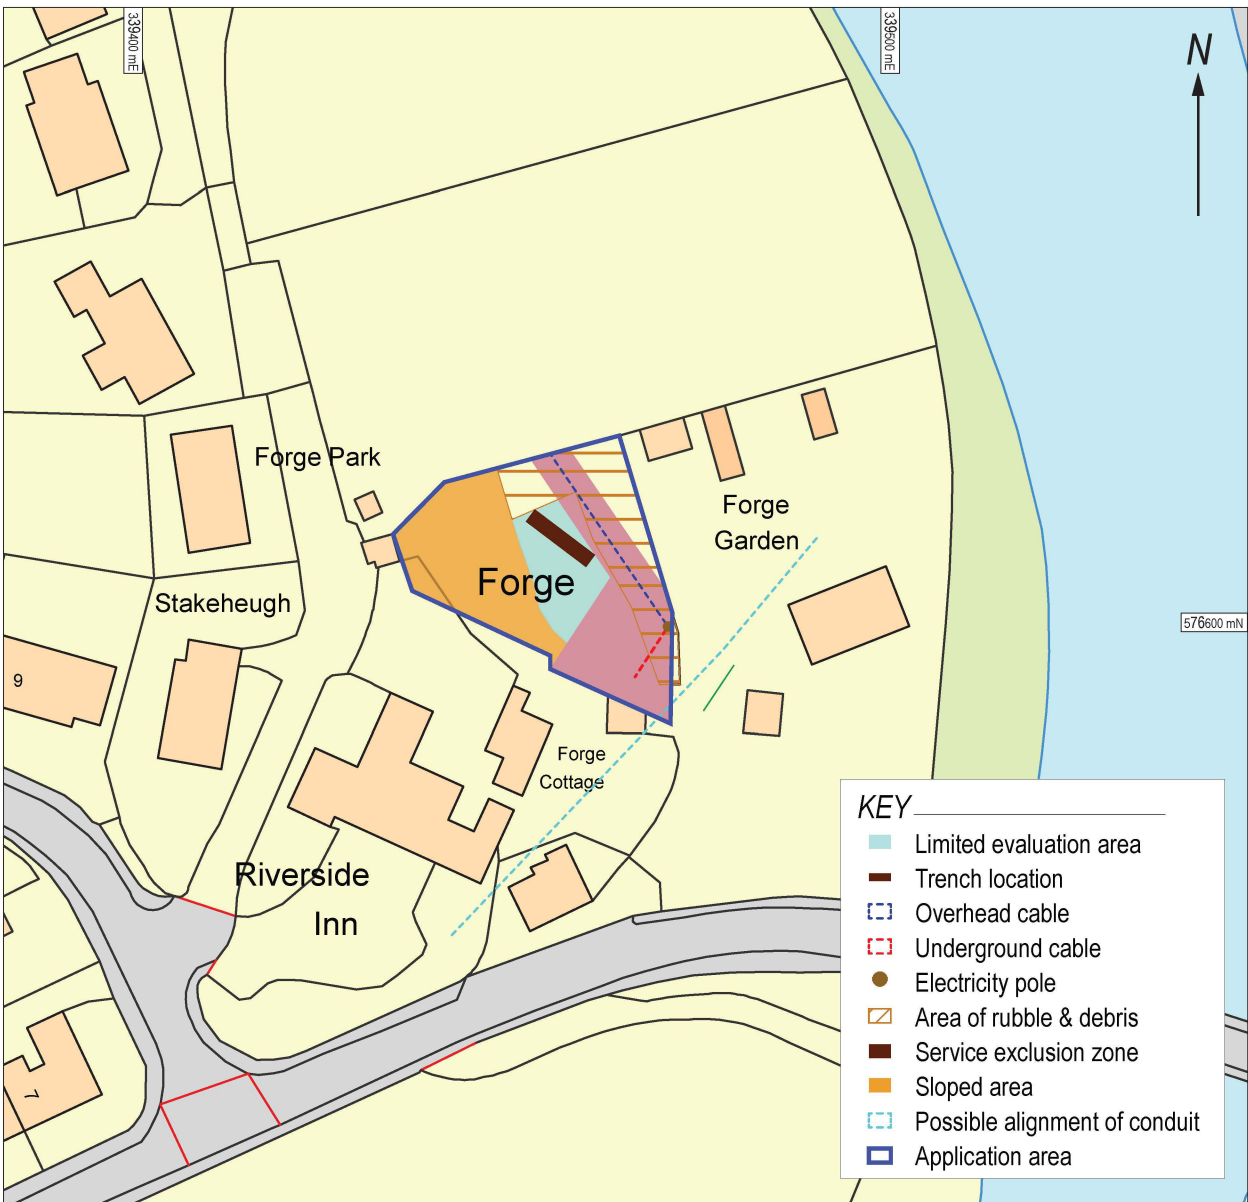 339400 mE
339500 mE
N
Forge Park
Forge
Garden
Forge
Stakeheugh
576600 mN
9
Forge
Cottage
Riverside
Inn
7
KEY
Limited evaluation area
Trench location
Overhead cable
Underground cable
Electricity pole
Area of rubble & debris
Service exclusion zone
Sloped area
Possible alignment of conduit
Application area